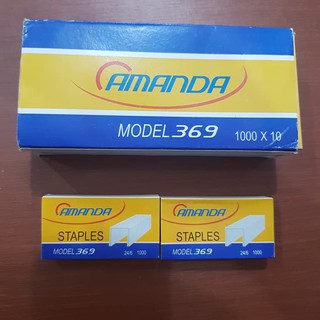 AMANDA
MODEL 369 1000 X 10
AMANDA
STAPLES
MODEL 369 24/6 1000
AMANDA
STAPLES
MODEL 369 24/6 1000